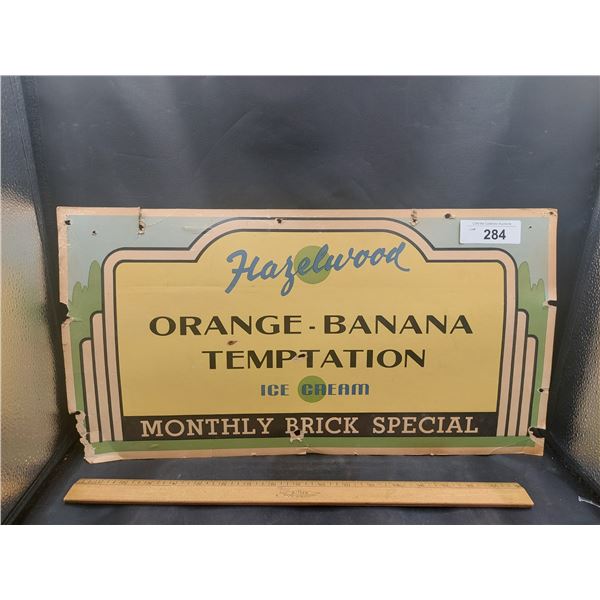 284
Hazelwood
ORANGE-BANANA
TEMPTATION
ICE CREAM
MONTHLY BRICK SPECIAL